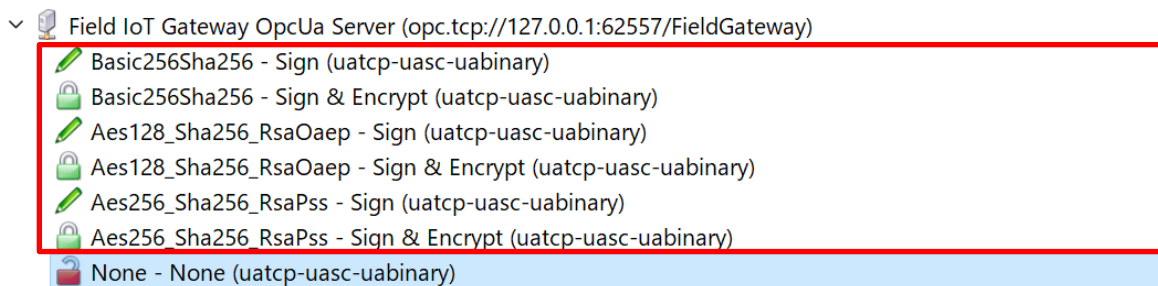 Field IoT Gateway OpcUa Server (opc.tcp://127.0.0.1:62557/FieldGateway)
Basic256Sha256 - Sign (uatcp-uasc-uabinary)
Basic256Sha256 - Sign & Encrypt (uatcp-uasc-uabinary)
Aes128_Sha256_RsaOaep - Sign (uatcp-uasc-uabinary)
Aes128_Sha256_RsaOaep - Sign & Encrypt (uatcp-uasc-uabinary)
Aes256_Sha256_RsaPss - Sign (uatcp-uasc-uabinary)
Aes256_Sha256_RsaPss - Sign & Encrypt (uatcp-uasc-uabinary)
None - None (uatcp-uasc-uabinary)